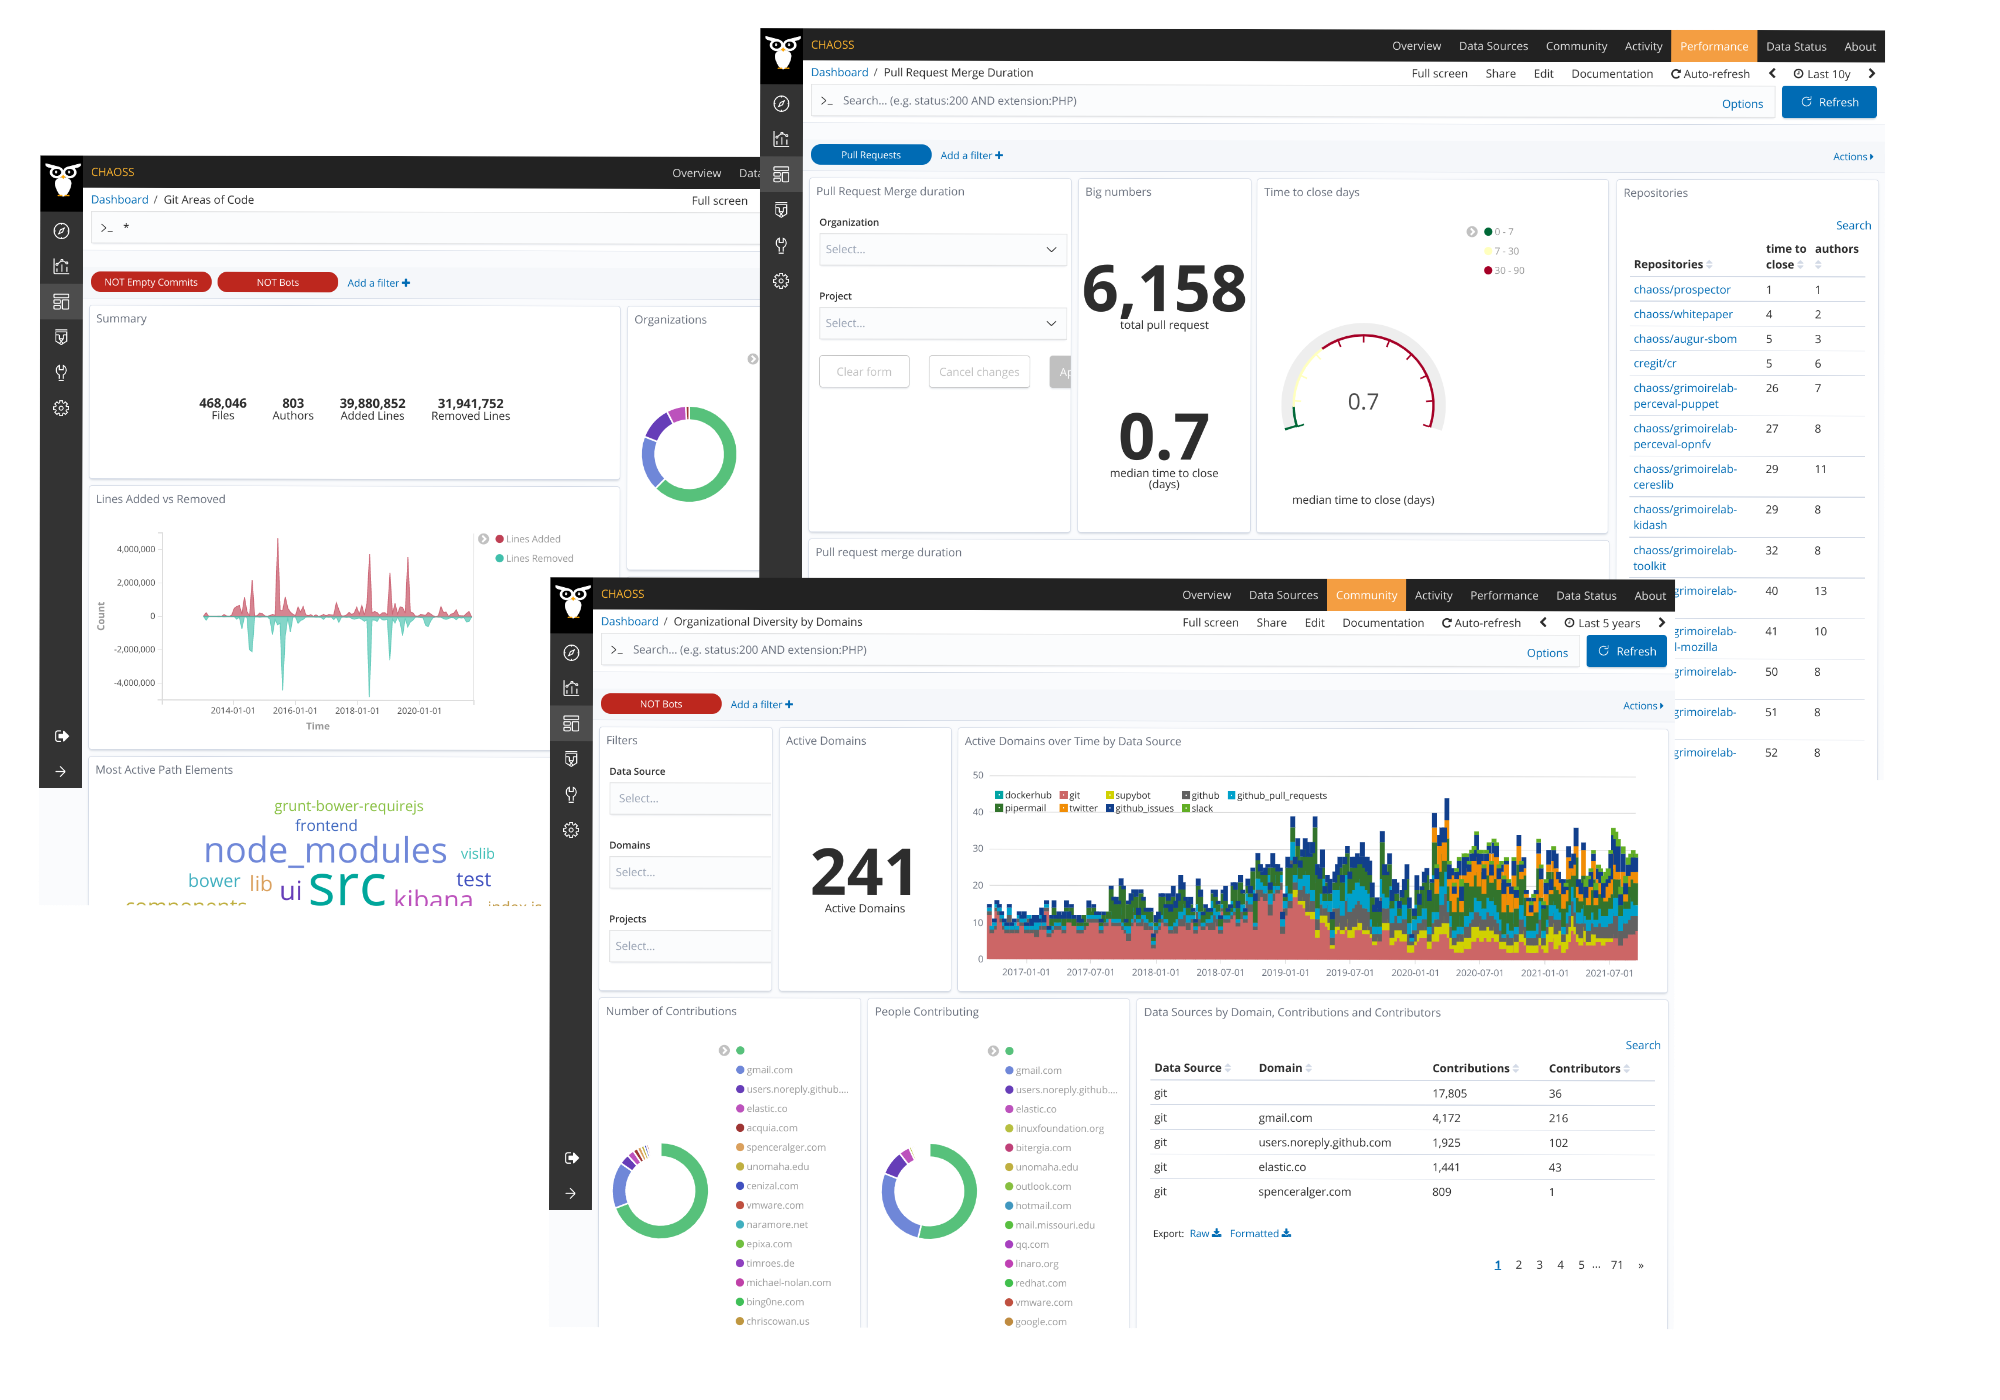 CHAOSS
Overview Data Sources Community Activity Performance Data Status About
Dashboard / Pull Request Merge Duration
Full screen Share Edit Documentation Auto-refresh Last 10y
>_ Search... (e.g. status:200 AND extension:PHP)
Options
Refresh
Pull Requests Add a filter +
Actions
Pull Request Merge duration
Organization
Select...
Project
Select...
Clear form Cancel changes Ap
Big numbers
6,158
total pull request
0.7
median time to close
(days)
Time to close days
0 - 7
7 - 30
30 - 90
0.7
median time to close (days)
Repositories
Search
Repositories time to close authors
chaoss/prospector 1 1
chaoss/whitepaper 4 2
chaoss/augur-sbom 5 3
cregit/cr 5 6
chaoss/grimoirelab- 26 7
perceval-puppet
chaoss/grimoirelab- 27 8
perceval-opnfv
chaoss/grimoirelab- 29 11
cereslib
chaoss/grimoirelab- 29 8
kidash
chaoss/grimoirelab- 32 8
toolkit
grimoirelab- 40 13
grimoirelab- 41 10
l-mozilla
grimoirelab- 50 8
grimoirelab- 51 8
grimoirelab- 52 8
Pull request merge duration
CHAOSS
Overview Data
Dashboard / Git Areas of Code
Full screen
>_ *
NOT Empty Commits NOT Bots Add a filter +
Summary
468,046 803 39,880,852 31,941,752
Files Authors Added Lines Removed Lines
Organizations
Lines Added vs Removed
Lines Added
Lines Removed
4,000,000
2,000,000
0
-2,000,000
-4,000,000
Count
2014-01-01 2016-01-01 2018-01-01 2020-01-01
Time
Most Active Path Elements
grunt-bower-requirejs
frontend
node_modules vislib
bower lib ui src kibana test
components index.js
CHAOSS
Overview Data Sources Community Activity Performance Data Status About
Dashboard / Organizational Diversity by Domains
Full screen Share Edit Documentation Auto-refresh Last 5 years
>_ Search... (e.g. status:200 AND extension:PHP)
Options
Refresh
NOT Bots Add a filter +
Actions
Filters
Data Source
Select...
Domains
Select...
Projects
Select...
Active Domains
241
Active Domains
Active Domains over Time by Data Source
dockerhub git supybot github github_pull_requests
pipermail twitter github_issues slack
50
40
30
20
10
0
2017-01-01 2017-07-01 2018-01-01 2018-07-01 2019-01-01 2019-07-01 2020-01-01 2020-07-01 2021-01-01 2021-07-01
Number of Contributions
gmail.com
users.noreply.github....
elastic.co
acquia.com
spenceralger.com
unomaha.edu
cenizal.com
vmware.com
naramore.net
epixa.com
timroes.de
michael-nolan.com
bing0ne.com
chriscowan.us
People Contributing
gmail.com
users.noreply.github....
elastic.co
linuxfoundation.org
bitergia.com
unomaha.edu
outlook.com
hotmail.com
mail.missouri.edu
qq.com
linaro.org
redhat.com
vmware.com
google.com
Data Sources by Domain, Contributions and Contributors
Search
Data Source Domain Contributions Contributors
git 17,805 36
git gmail.com 4,172 216
git users.noreply.github.com 1,925 102
git elastic.co 1,441 43
git spenceralger.com 809 1
Export: Raw Formatted
1 2 3 4 5 ... 71 »